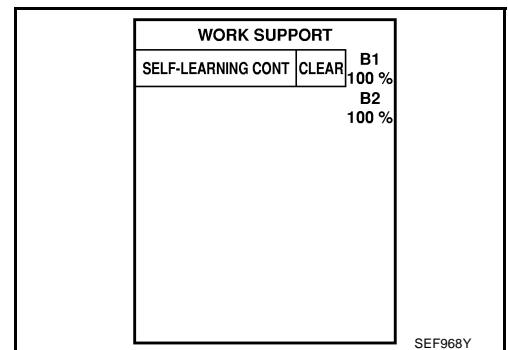 WORK SUPPORT
SELF-LEARNING CONT CLEAR B1
100 %
B2
100 %
SEF968Y